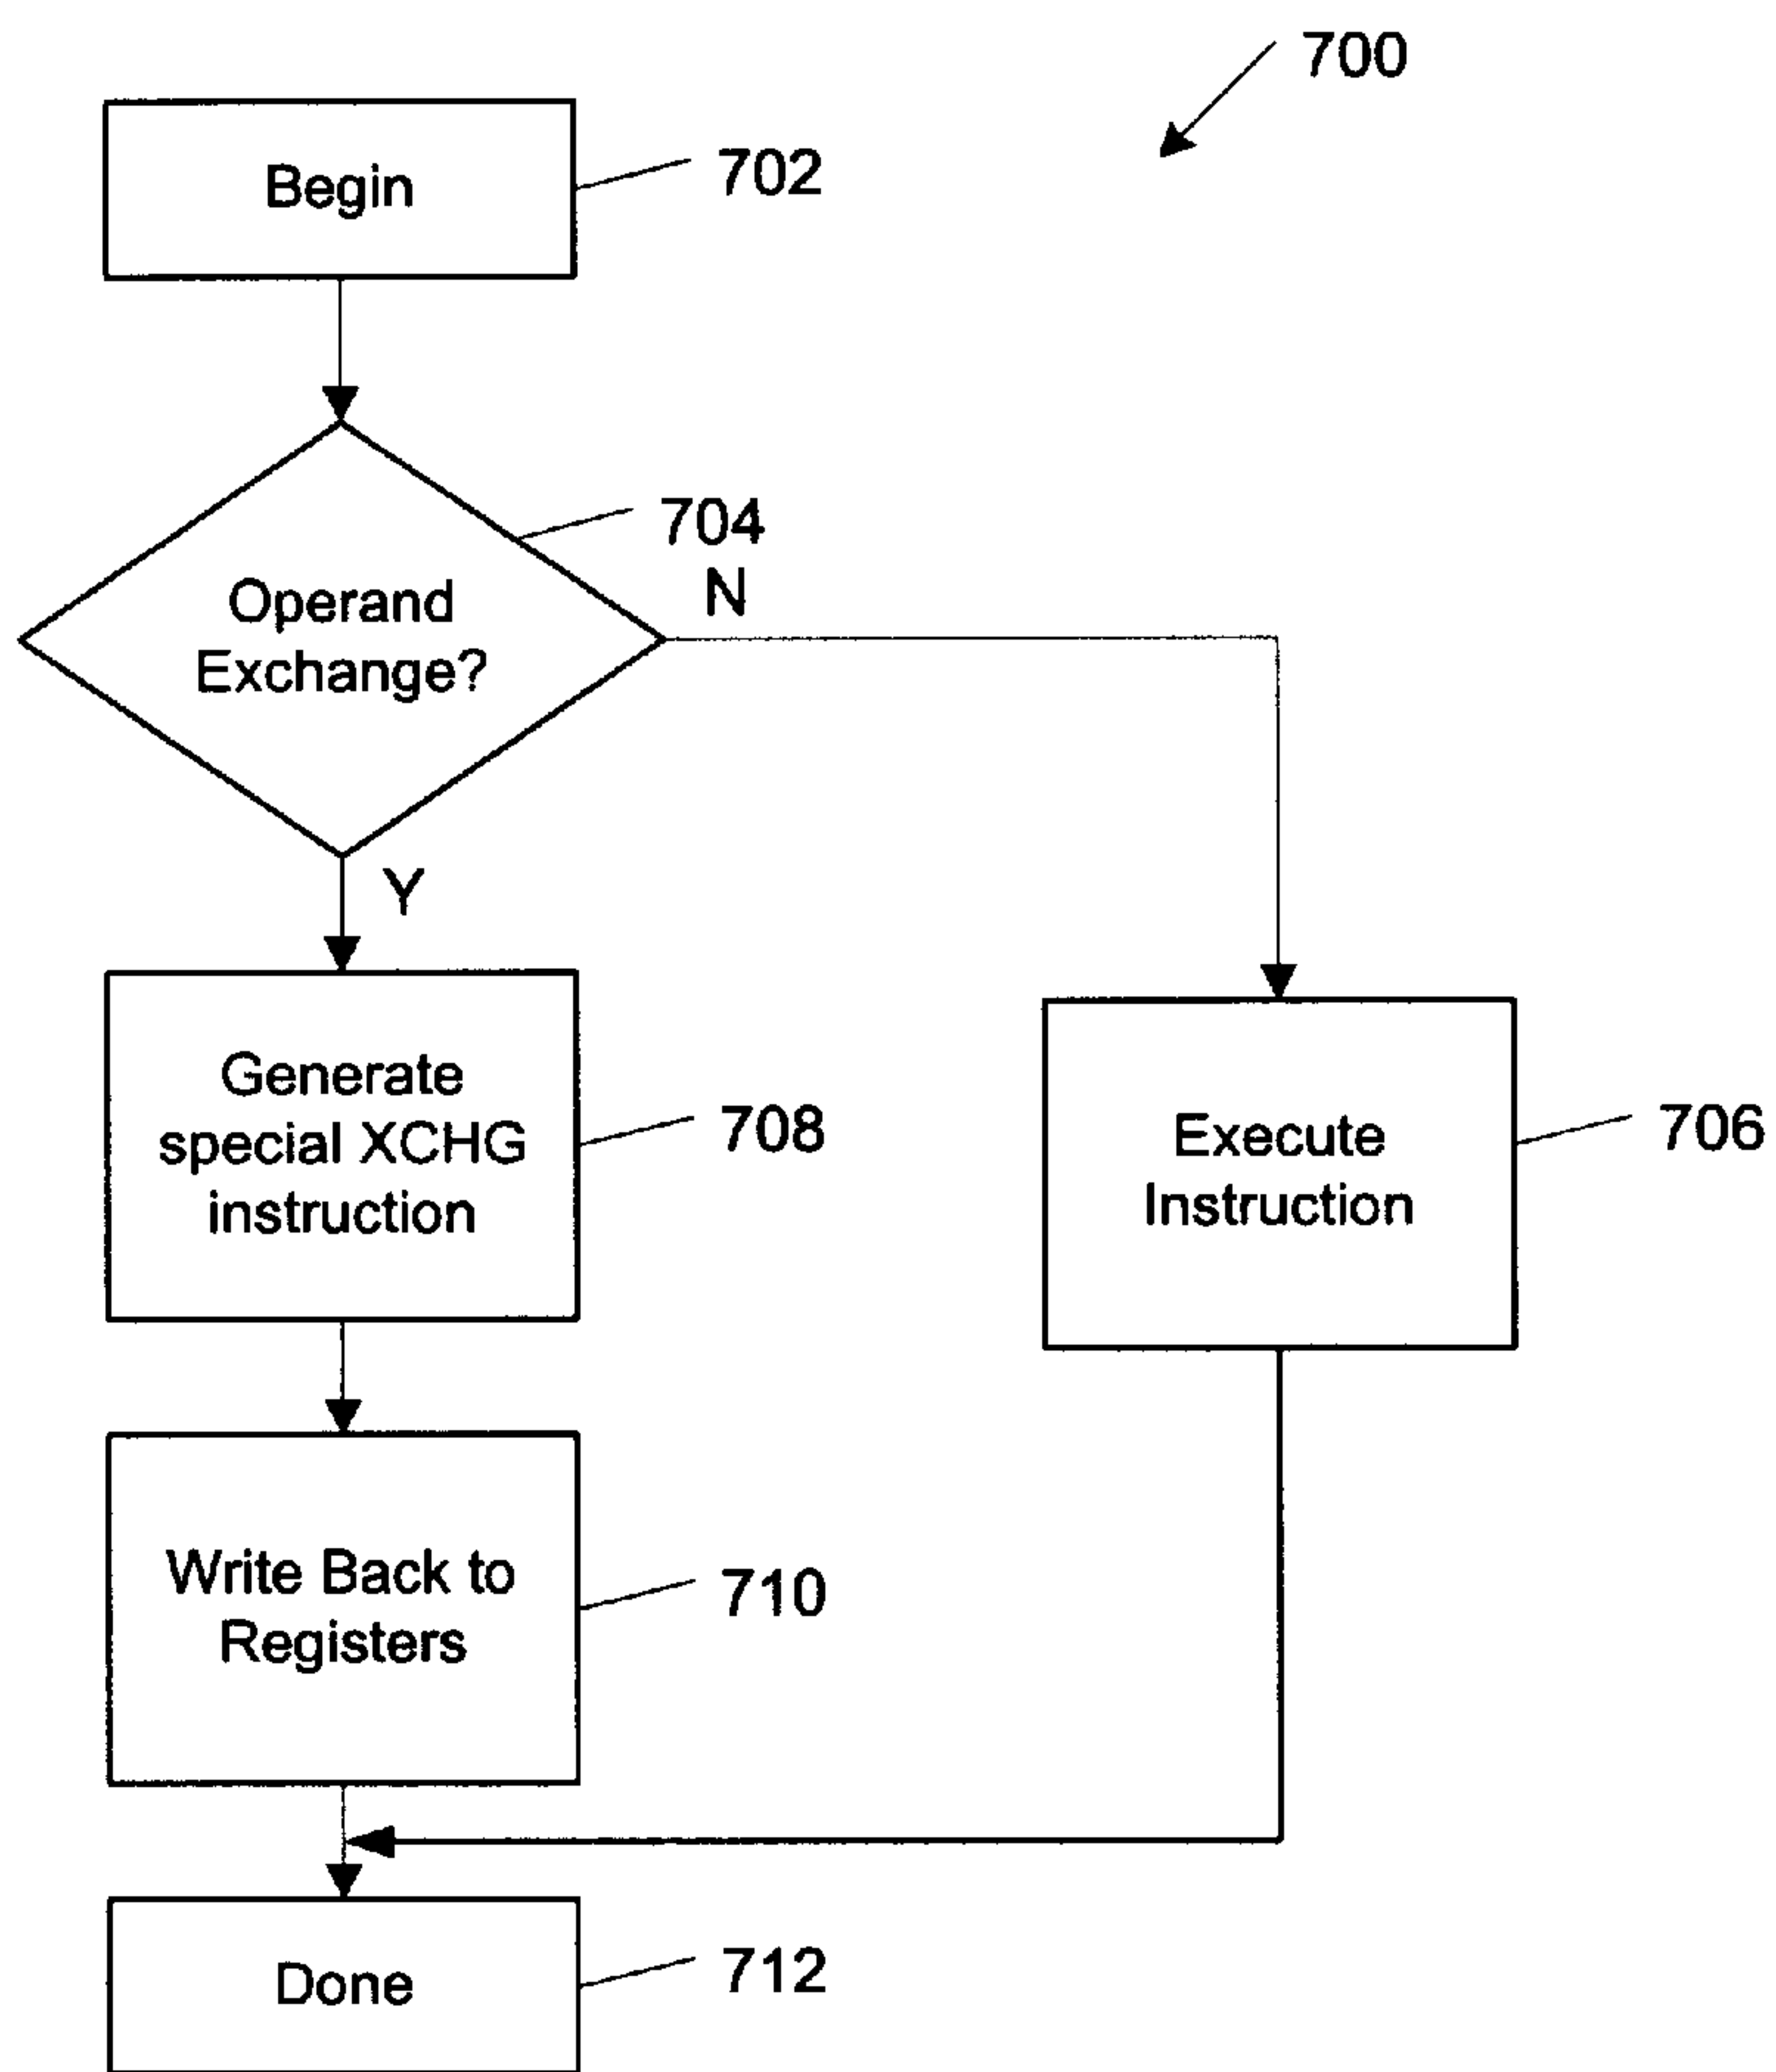 700
Begin
702
704
N
Operand
Exchange?
Y
Generate
special XCHG
instruction
708
Execute
Instruction
706
Write Back to
Registers
710
Done
712